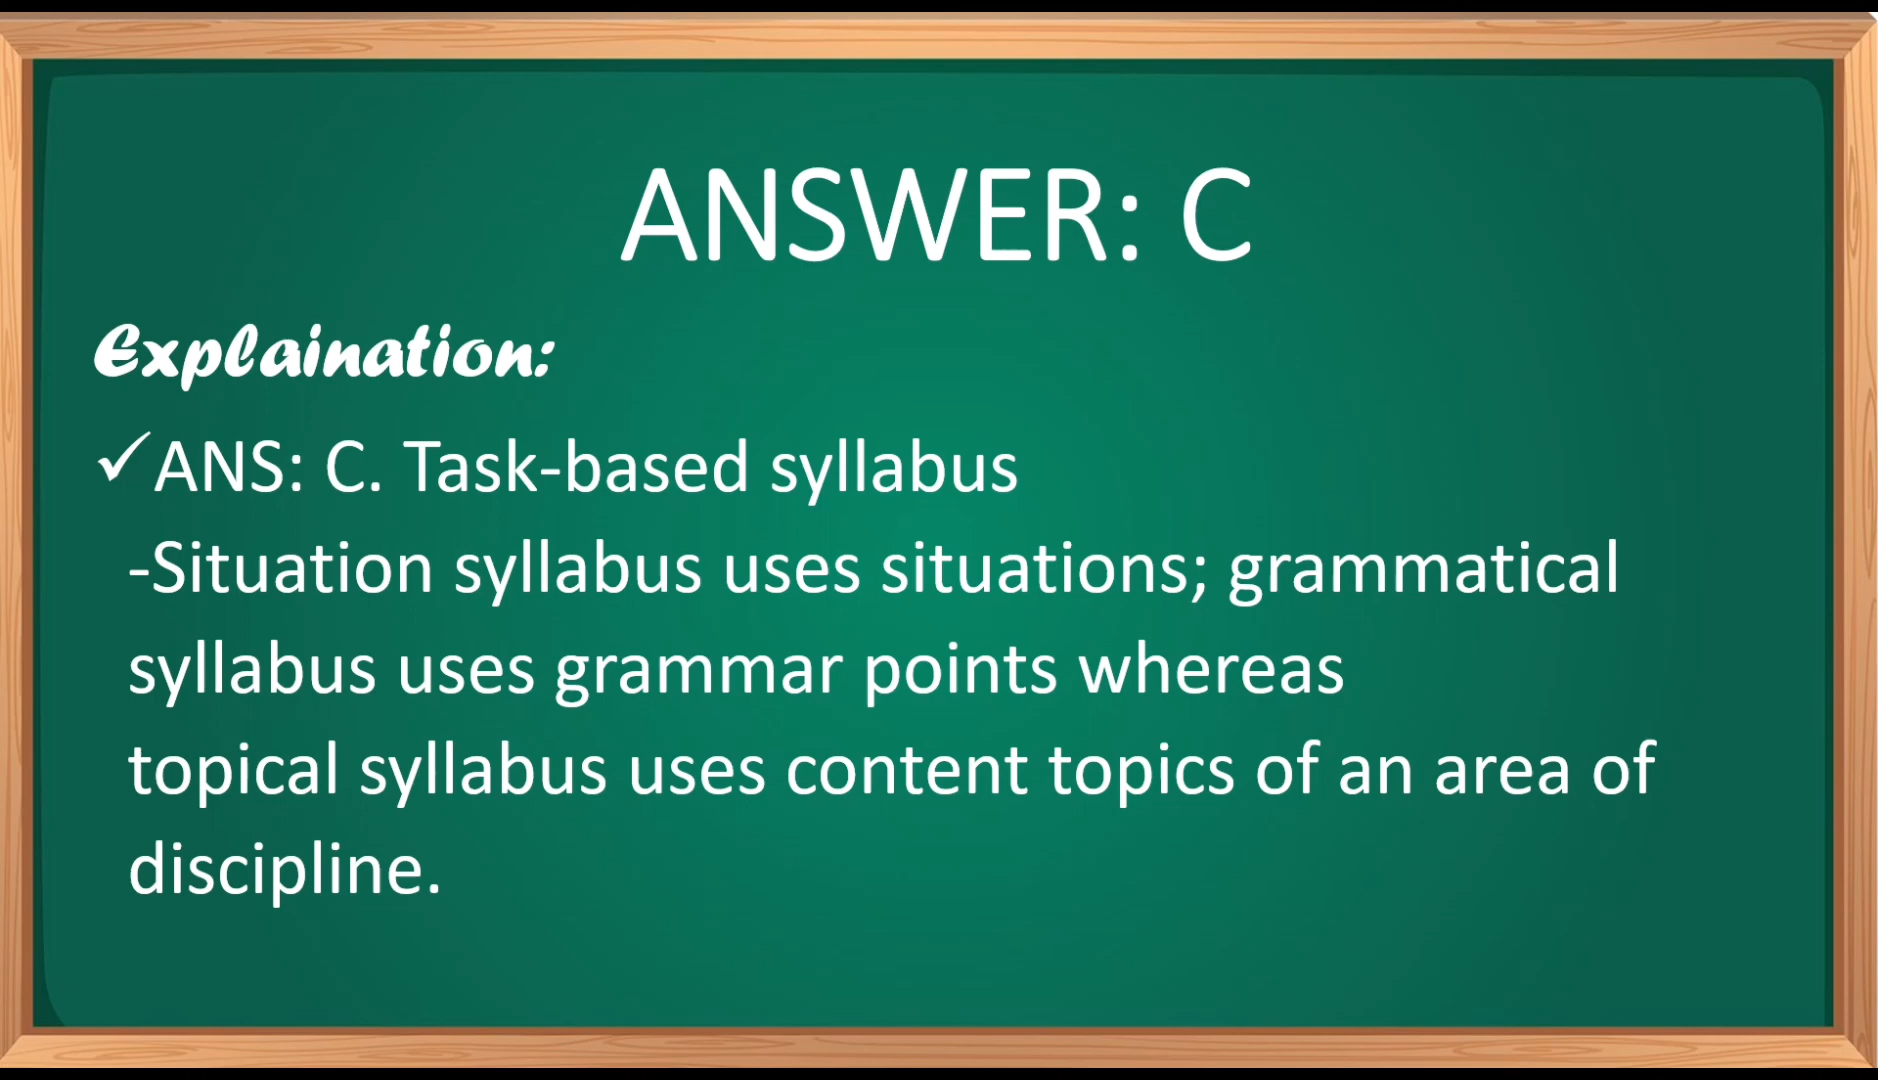 ANSWER: C
Explaination:
✓ANS: C. Task-based syllabus
-Situation syllabus uses situations; grammatical
syllabus uses grammar points whereas
topical syllabus uses content topics of an area of
discipline.